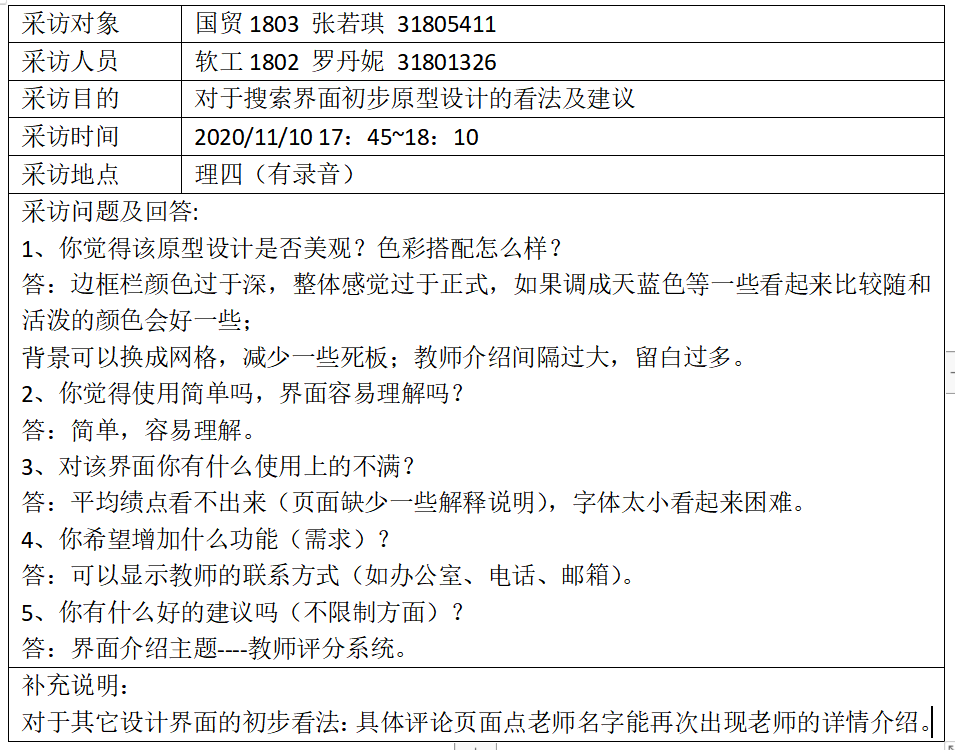 采访对象 国贸 1803 张若琪 31805411
采访人员 软工 1802 罗丹妮 31801326
采访目的 对于搜索界面初步原型设计的看法及建议
采访时间 2020/11/10 17：45~18：10
采访地点 理四（有录音）
采访问题及回答:
1、你觉得该原型设计是否美观？色彩搭配怎么样？
答：边框栏颜色过于深，整体感觉过于正式，如果调成天蓝色等一些看起来比较随和
活泼的颜色会好一些；
背景可以换成网格，减少一些死板；教师介绍间隔过大，留白过多。
2、你觉得使用简单吗，界面容易理解吗？
答：简单，容易理解。
3、对该界面你有什么使用上的不满？
答：平均绩点看不出来（页面缺少一些解释说明），字体太小看起来困难。
4、你希望增加什么功能（需求）？
答：可以显示教师的联系方式（如办公室、电话、邮箱）。
5、你有什么好的建议吗（不限制方面）？
答：界面介绍主题----教师评分系统。
补充说明：
对于其它设计界面的初步看法：具体评论页面点老师名字能再次出现老师的详情介绍。